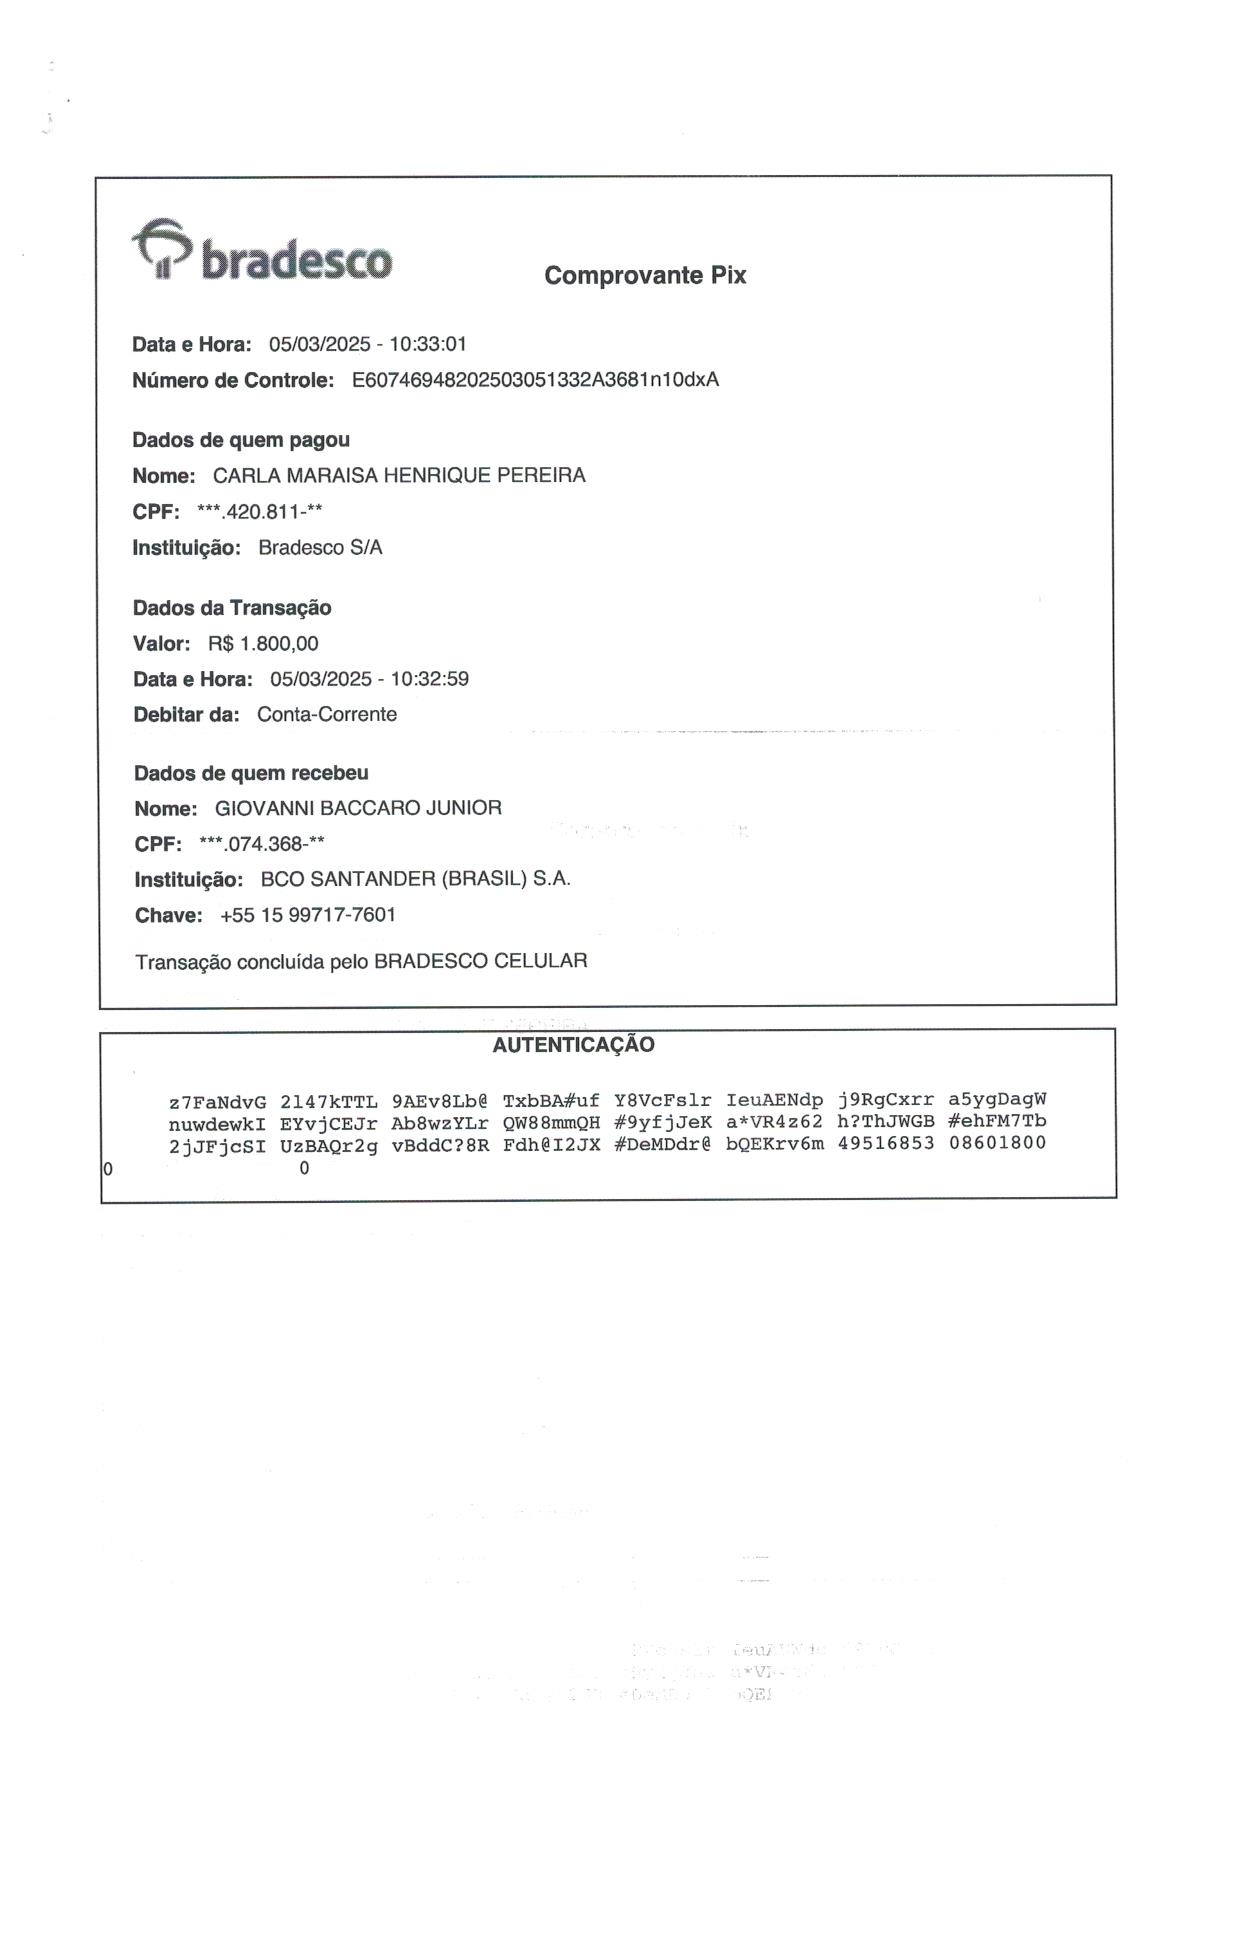 bradesco
Comprovante Pix
Data e Hora: 05/03/2025 - 10:33:01
Número de Controle: E60746948202503051332A3681n10dxA
Dados de quem pagou
Nome: CARLA MARAISA HENRIQUE PEREIRA
CPF: ***.420.811-**
Instituição: Bradesco S/A
Dados da Transação
Valor: R$ 1.800,00
Data e Hora: 05/03/2025 - 10:32:59
Debitar da: Conta-Corrente
Dados de quem recebeu
Nome: GIOVANNI BACCARO JUNIOR
CPF: ***.074.368-**
Instituição: BCO SANTANDER (BRASIL) S.A.
Chave: +55 15 99717-7601
Transação concluída pelo BRADESCO CELULAR
AUTENTICAÇÃO
z7FaNdvG 2l47kTTL 9AEv8Lb@ TxbBA#uf Y8VcFslr IeuAENdp j9RgCxrr a5ygDagW
nuwdewkI EYvjCEJr Ab8wzYLr QW88mmQH #9yfjJeK a*VR4z62 h?ThJWGB #ehFM7Tb
2jJFjcSI UzBAQr2g vBddC?8R Fdh@I2JX #DeMDdr@ bQEKrv6m 49516853 08601800
0 0